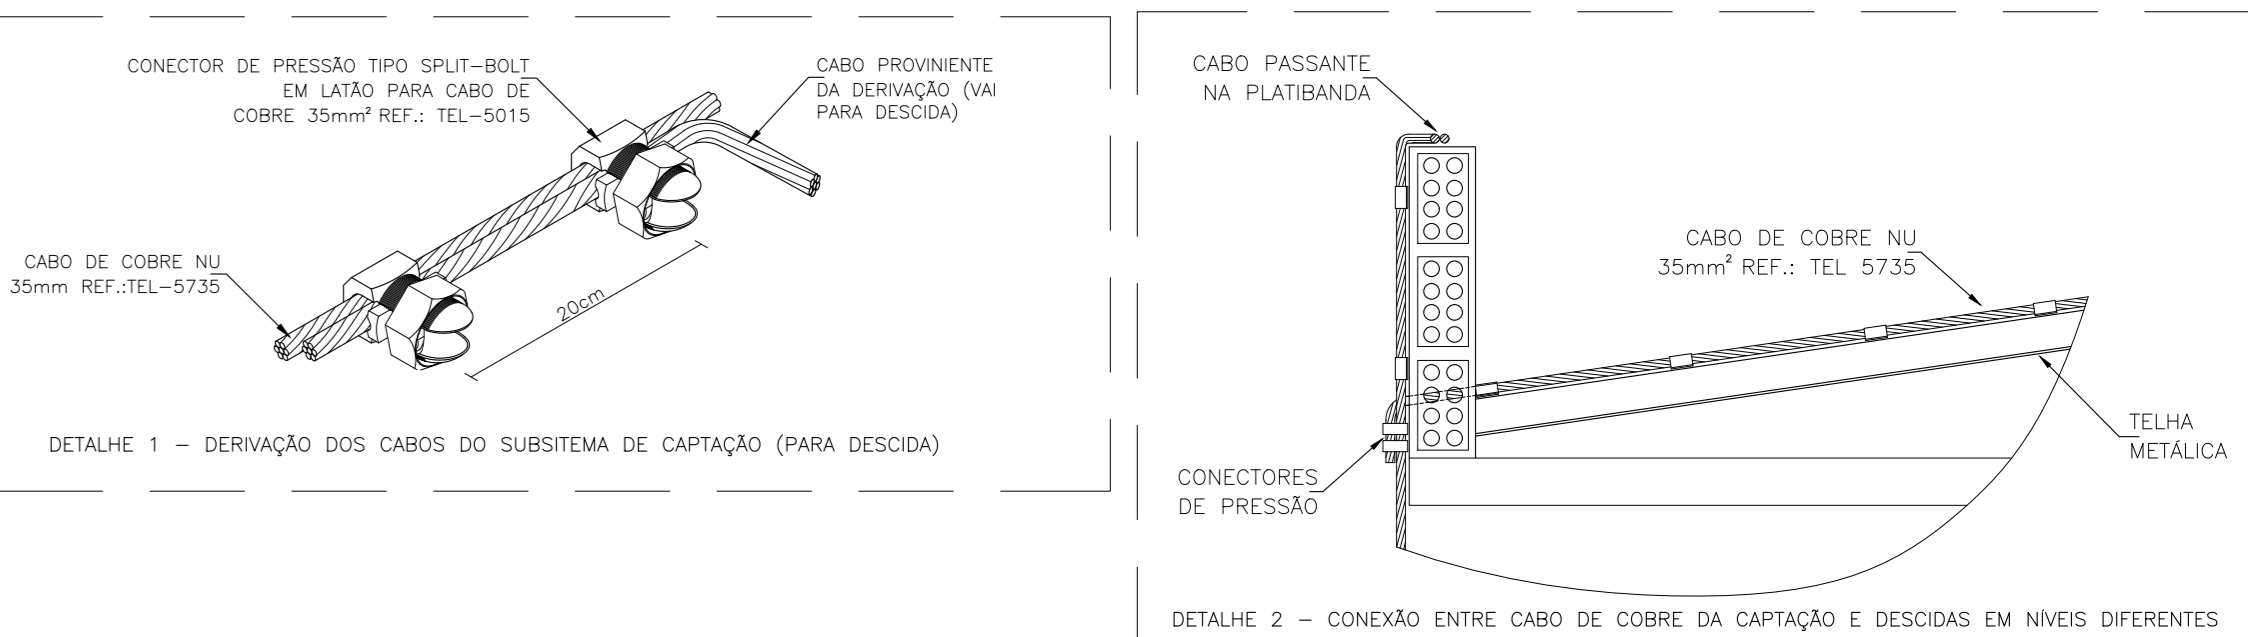 CONECTOR DE PRESSÃO TIPO SPLIT-BOLT
EM LATÃO PARA CABO DE
COBRE 35mm² REF.: TEL-5015
CABO PROVINIENTE
DA DERIVAÇÃO (VAI
PARA DESCIDA)
CABO DE COBRE NU
35mm REF.:TEL-5735
20cm
DETALHE 1 - DERIVAÇÃO DOS CABOS DO SUBSITEMA DE CAPTAÇÃO (PARA DESCIDA)
CABO PASSANTE
NA PLATIBANDA
CABO DE COBRE NU
35mm² REF.: TEL 5735
TELHA
METÁLICA
CONECTORES
DE PRESSÃO
DETALHE 2 - CONEXÃO ENTRE CABO DE COBRE DA CAPTAÇÃO E DESCIDAS EM NÍVEIS DIFERENTES